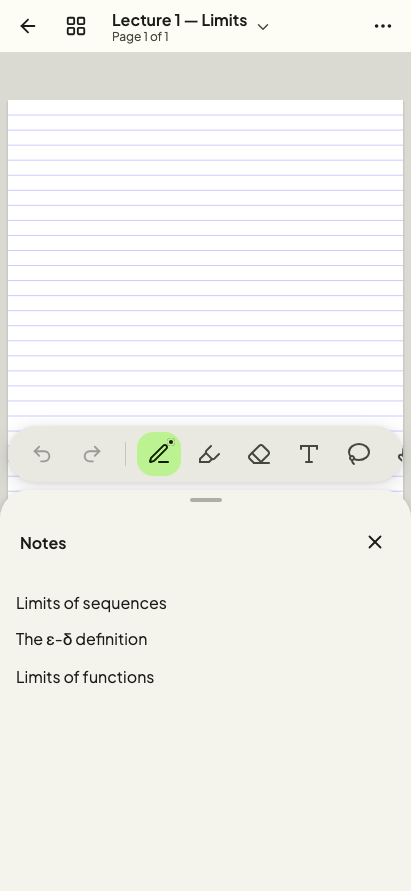 Lecture 1 — Limits
Page 1 of 1
Notes
Limits of sequences
The ε-δ definition
Limits of functions